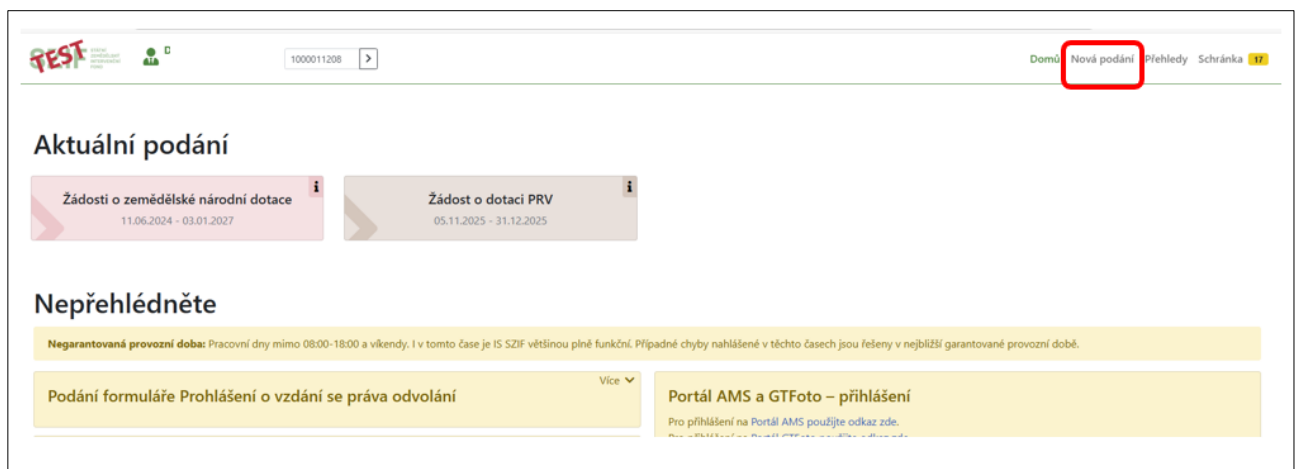 TEST
1000011208
Domů Nová podání Přehledy Schránka 17
Aktuální podání
Žádosti o zemědělské národní dotace
11.06.2024 - 03.01.2027
Žádost o dotaci PRV
05.11.2025 - 31.12.2025
Nepřehlédněte
Negarantovaná provozní doba: Pracovní dny mimo 08:00-18:00 a víkendy. I v tomto čase je IS SZIF většinou plně funkční. Případné chyby nahlášené v těchto časech jsou řešeny v nejbližší garantované provozní době.
Více
Podání formuláře Prohlášení o vzdání se práva odvolání
Portál AMS a GTFoto – přihlášení
Pro přihlášení na Portál AMS použijte odkaz zde.